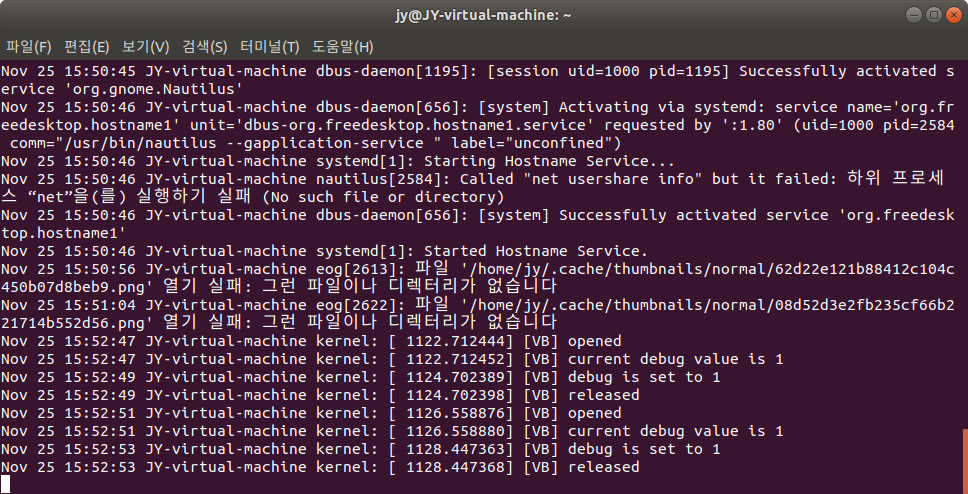 jy@JY-virtual-machine: ~
파일(F) 편집(E) 보기(V) 검색(S) 터미널(T) 도움말(H)
Nov 25 15:50:45 JY-virtual-machine dbus-daemon[1195]: [session uid=1000 pid=1195] Successfully activated s
ervice 'org.gnome.Nautilus'
Nov 25 15:50:46 JY-virtual-machine dbus-daemon[656]: [system] Activating via systemd: service name='org.fr
eedesktop.hostname1' unit='dbus-org.freedesktop.hostname1.service' requested by ':1.80' (uid=1000 pid=2584
 comm="/usr/bin/nautilus --gapplication-service " label="unconfined")
Nov 25 15:50:46 JY-virtual-machine systemd[1]: Starting Hostname Service...
Nov 25 15:50:46 JY-virtual-machine nautilus[2584]: Called "net usershare info" but it failed: 하위 프로세
스 “net”을(를) 실행하기 실패 (No such file or directory)
Nov 25 15:50:46 JY-virtual-machine dbus-daemon[656]: [system] Successfully activated service 'org.freedesk
top.hostname1'
Nov 25 15:50:46 JY-virtual-machine systemd[1]: Started Hostname Service.
Nov 25 15:50:56 JY-virtual-machine eog[2613]: 파일 '/home/jy/.cache/thumbnails/normal/62d22e121b88412c104c
450b07d8beb9.png' 열기 실패: 그런 파일이나 디렉터리가 없습니다
Nov 25 15:51:04 JY-virtual-machine eog[2622]: 파일 '/home/jy/.cache/thumbnails/normal/08d52d3e2fb235cf66b2
21714b552d56.png' 열기 실패: 그런 파일이나 디렉터리가 없습니다
Nov 25 15:52:47 JY-virtual-machine kernel: [ 1122.712444] [VB] opened
Nov 25 15:52:47 JY-virtual-machine kernel: [ 1122.712452] [VB] current debug value is 1
Nov 25 15:52:49 JY-virtual-machine kernel: [ 1124.702389] [VB] debug is set to 1
Nov 25 15:52:49 JY-virtual-machine kernel: [ 1124.702398] [VB] released
Nov 25 15:52:51 JY-virtual-machine kernel: [ 1126.558876] [VB] opened
Nov 25 15:52:51 JY-virtual-machine kernel: [ 1126.558880] [VB] current debug value is 1
Nov 25 15:52:53 JY-virtual-machine kernel: [ 1128.447363] [VB] debug is set to 1
Nov 25 15:52:53 JY-virtual-machine kernel: [ 1128.447368] [VB] released